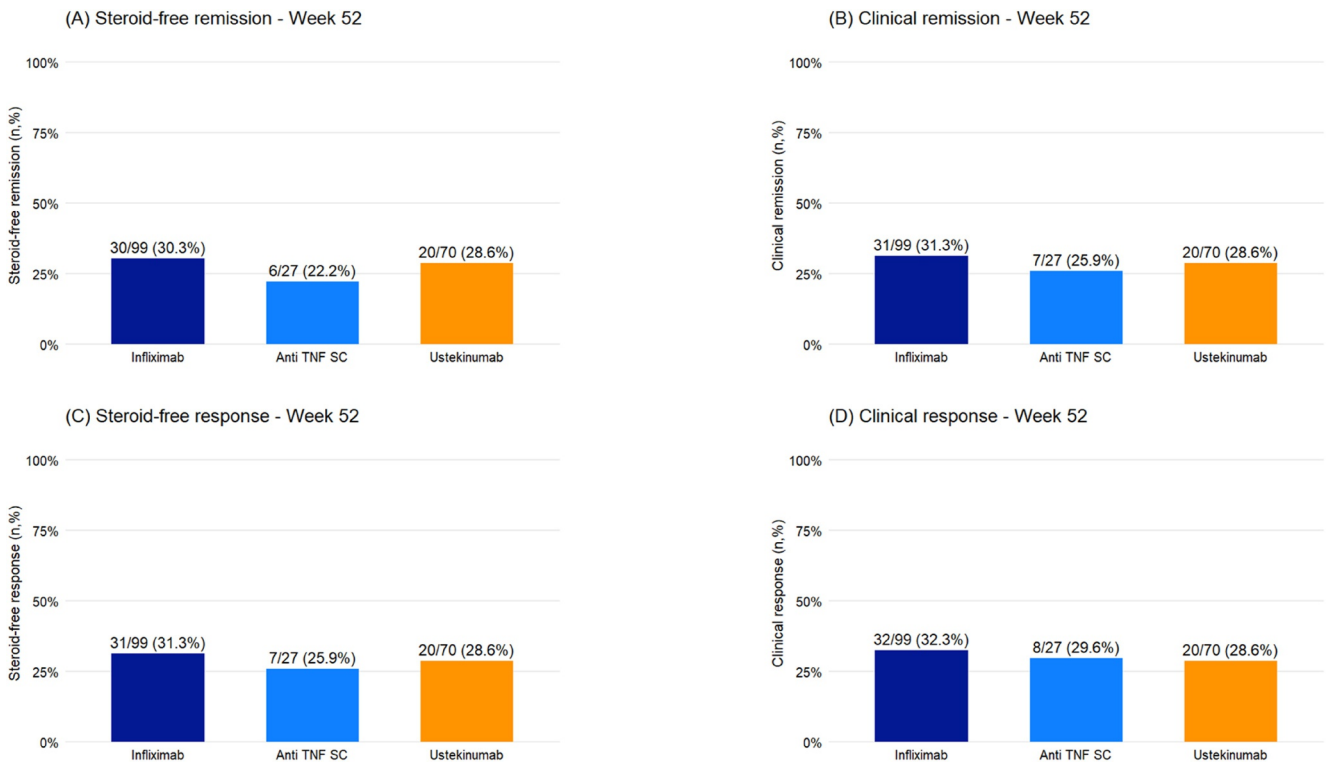 (A) Steroid-free remission - Week 52
Steroid-free remission (n,%)
100%
75%
50%
25%
0%
30/99 (30.3%)
6/27 (22.2%)
20/70 (28.6%)
Infliximab
Anti TNF SC
Ustekinumab
(B) Clinical remission - Week 52
Clinical remission (n,%)
100%
75%
50%
25%
0%
31/99 (31.3%)
7/27 (25.9%)
20/70 (28.6%)
Infliximab
Anti TNF SC
Ustekinumab
(C) Steroid-free response - Week 52
Steroid-free response (n,%)
100%
75%
50%
25%
0%
31/99 (31.3%)
7/27 (25.9%)
20/70 (28.6%)
Infliximab
Anti TNF SC
Ustekinumab
(D) Clinical response - Week 52
Clinical response (n,%)
100%
75%
50%
25%
0%
32/99 (32.3%)
8/27 (29.6%)
20/70 (28.6%)
Infliximab
Anti TNF SC
Ustekinumab